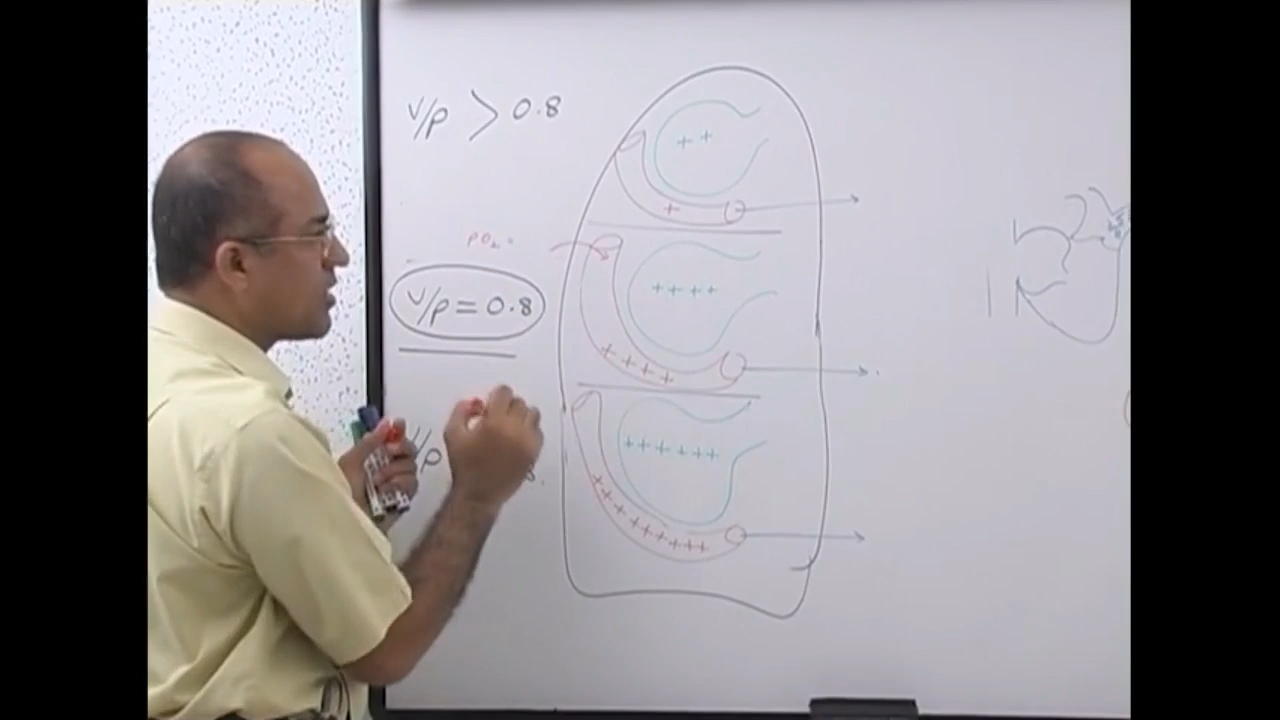 v/p > 0.8
++
+
pO₂ =
++++
v/p = 0.8
++++
++++++
v/p
+++++++++